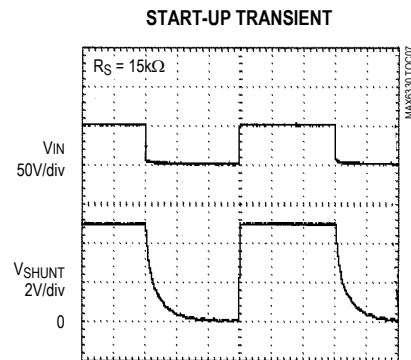 START-UP TRANSIENT
RS = 15kΩ
MAX6330 TOC07
VIN
50V/div
VSHUNT
2V/div
0